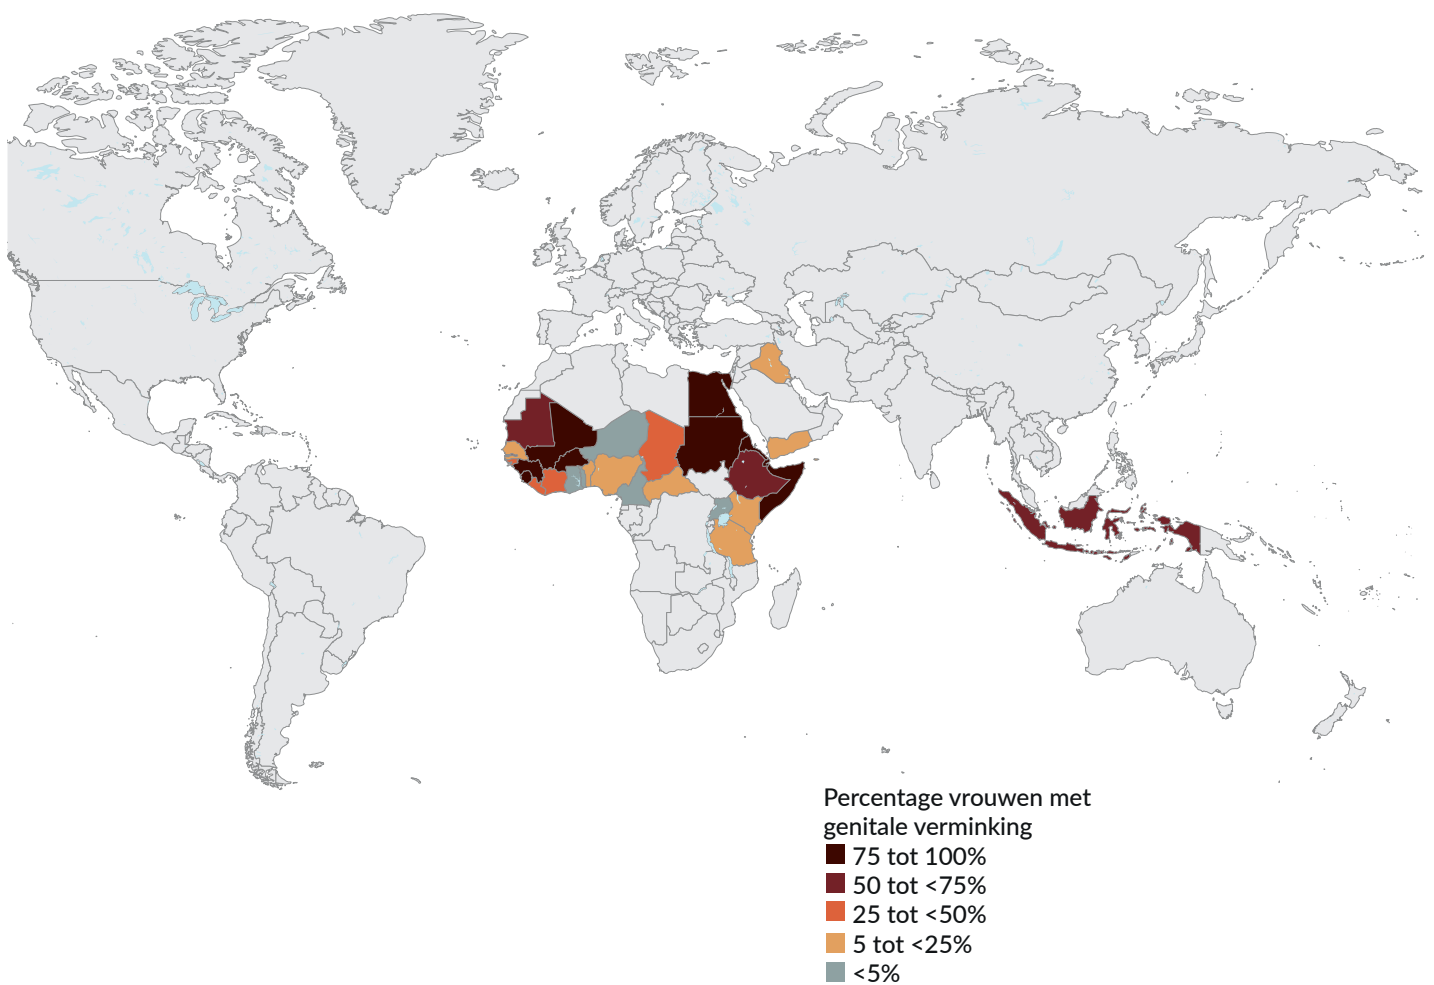 Percentage vrouwen met
genitale verminking
75 tot 100%
50 tot <75%
25 tot <50%
5 tot <25%
<5%